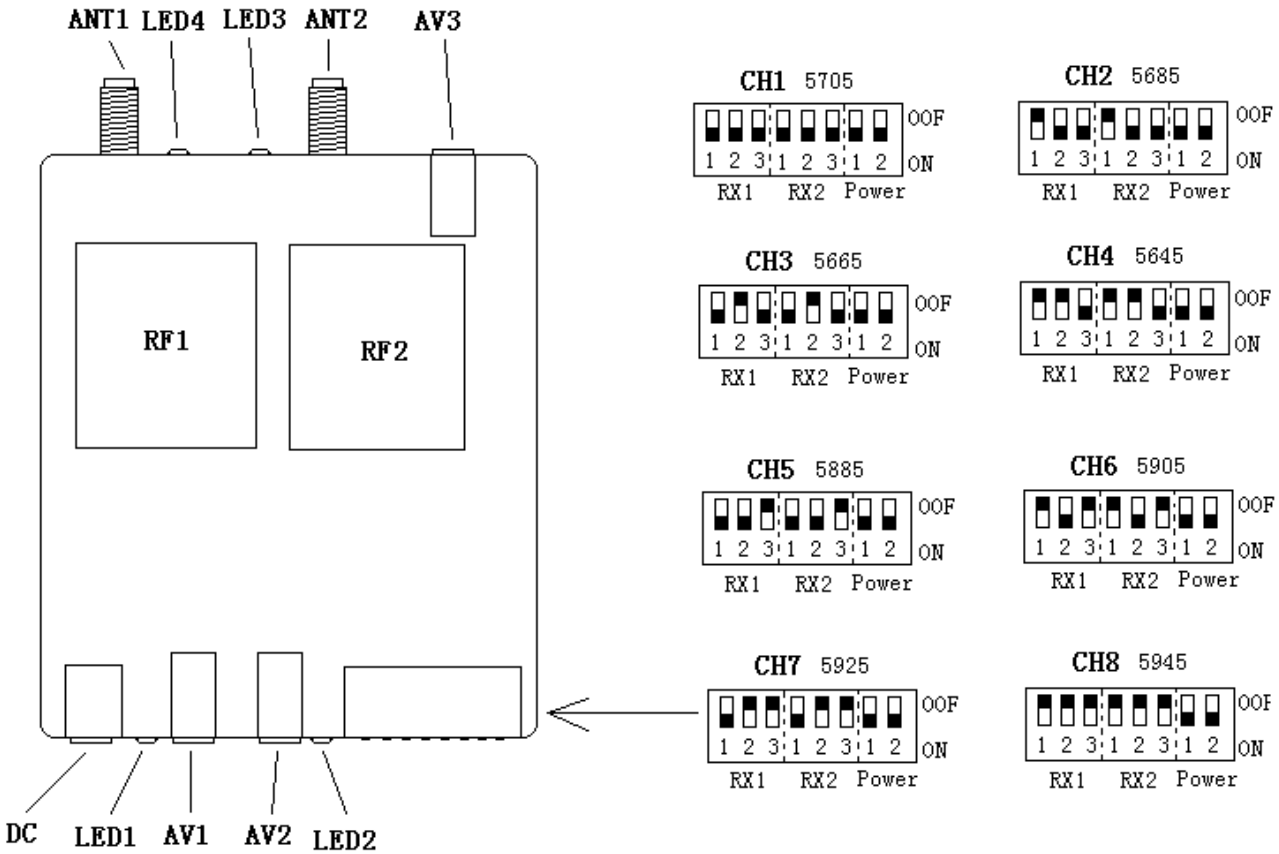 ANT1 LED4 LED3 ANT2 AV3
RF1
RF2
DC LED1 AV1 AV2 LED2
CH1 5705
OOF
1 2 3 1 2 3 1 2 ON
RX1 RX2 Power
CH2 5685
OOF
1 2 3 1 2 3 1 2 ON
RX1 RX2 Power
CH3 5665
OOF
1 2 3 1 2 3 1 2 ON
RX1 RX2 Power
CH4 5645
OOF
1 2 3 1 2 3 1 2 ON
RX1 RX2 Power
CH5 5885
OOF
1 2 3 1 2 3 1 2 ON
RX1 RX2 Power
CH6 5905
OOF
1 2 3 1 2 3 1 2 ON
RX1 RX2 Power
CH7 5925
OOF
1 2 3 1 2 3 1 2 ON
RX1 RX2 Power
CH8 5945
OOF
1 2 3 1 2 3 1 2 ON
RX1 RX2 Power